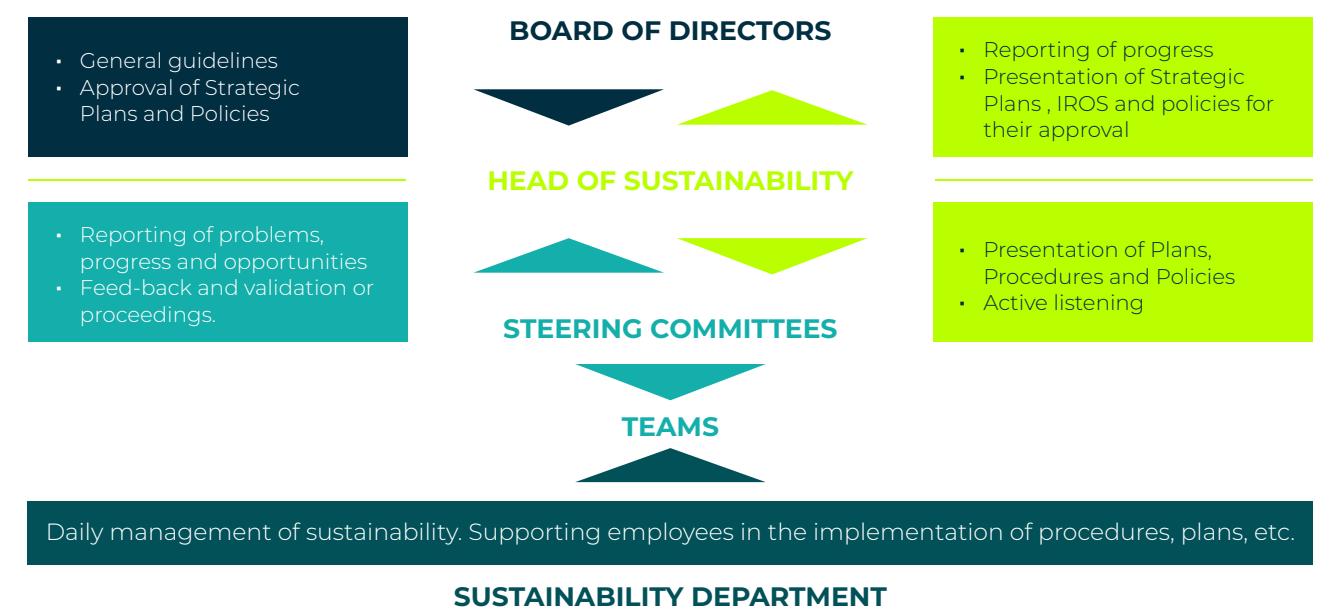 BOARD OF DIRECTORS
• General guidelines
• Approval of Strategic
Plans and Policies
• Reporting of progress
• Presentation of Strategic
Plans , IROS and policies for
their approval
HEAD OF SUSTAINABILITY
• Reporting of problems,
progress and opportunities
• Feed-back and validation or
proceedings.
• Presentation of Plans,
Procedures and Policies
• Active listening
STEERING COMMITTEES
TEAMS
Daily management of sustainability. Supporting employees in the implementation of procedures, plans, etc.
SUSTAINABILITY DEPARTMENT